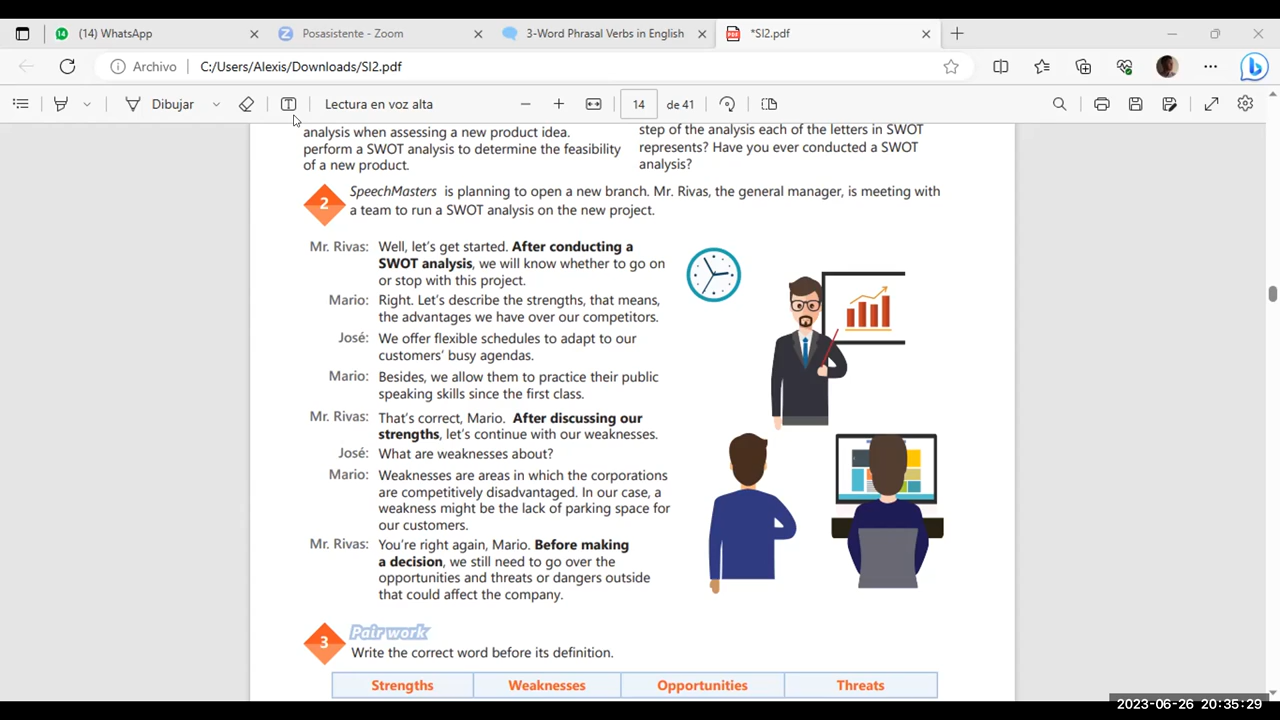 (14) WhatsApp
Posasistente - Zoom
3-Word Phrasal Verbs in English
*SI2.pdf
Archivo
C:/Users/Alexis/Downloads/SI2.pdf
Dibujar
Lectura en voz alta
14
de 41
analysis when assessing a new product idea.
perform a SWOT analysis to determine the feasibility
of a new product.
step of the analysis each of the letters in SWOT
represents? Have you ever conducted a SWOT
analysis?
2
SpeechMasters is planning to open a new branch. Mr. Rivas, the general manager, is meeting with
a team to run a SWOT analysis on the new project.
Mr. Rivas: Well, let's get started. After conducting a
SWOT analysis, we will know whether to go on
or stop with this project.
Mario: Right. Let's describe the strengths, that means,
the advantages we have over our competitors.
José: We offer flexible schedules to adapt to our
customers' busy agendas.
Mario: Besides, we allow them to practice their public
speaking skills since the first class.
Mr. Rivas: That's correct, Mario. After discussing our
strengths, let's continue with our weaknesses.
José: What are weaknesses about?
Mario: Weaknesses are areas in which the corporations
are competitively disadvantaged. In our case, a
weakness might be the lack of parking space for
our customers.
Mr. Rivas: You're right again, Mario. Before making
a decision, we still need to go over the
opportunities and threats or dangers outside
that could affect the company.
3
Pair work
Write the correct word before its definition.
Strengths
Weaknesses
Opportunities
Threats
2023-06-26 20:35:29